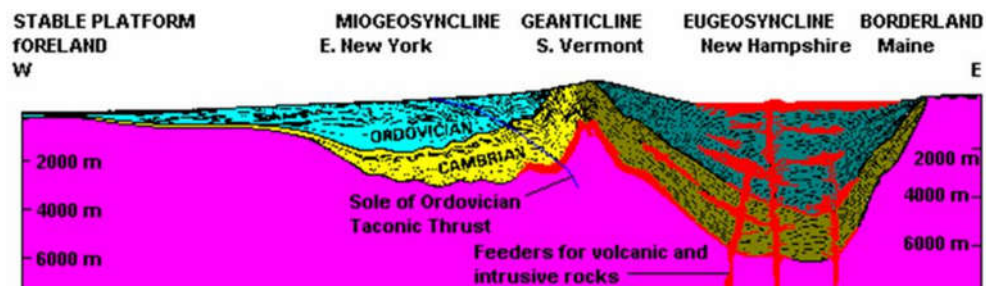 STABLE PLATFORM MIOGEOSYNCLINE GEANTICLINE EUGEOSYNCLINE BORDERLAND
fORELAND E. New York S. Vermont New Hampshire Maine
W E
ORDOVICIAN
CAMBRIAN
2000 m 2000 m
Sole of Ordovician
Taconic Thrust
4000 m 4000 m
Feeders for volcanic and
intrusive rocks
6000 m 6000 m